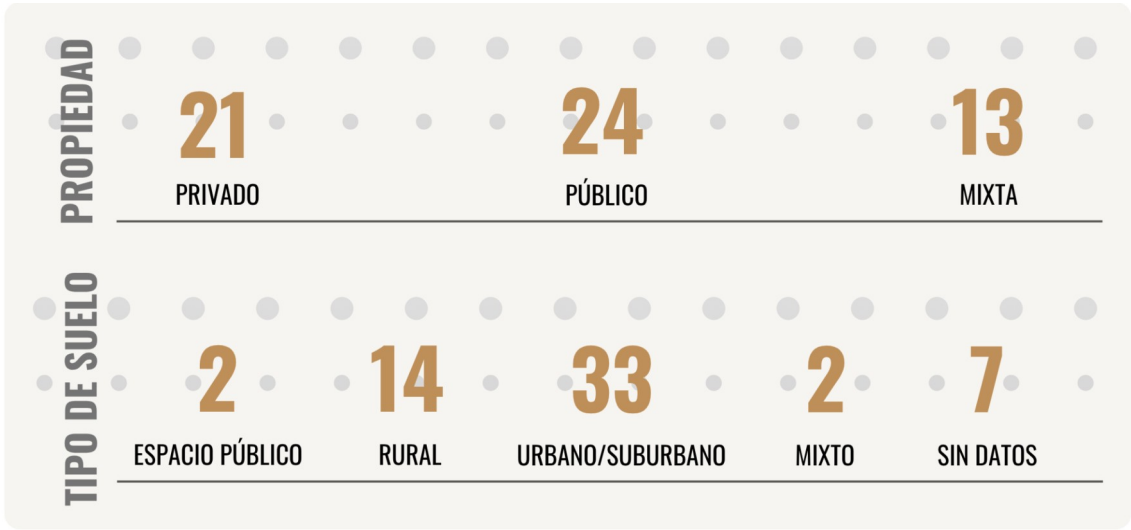 PROPIEDAD
21
24
13
PRIVADO
PÚBLICO
MIXTA
TIPO DE SUELO
2
14
33
2
7
ESPACIO PÚBLICO
RURAL
URBANO/SUBURBANO
MIXTO
SIN DATOS